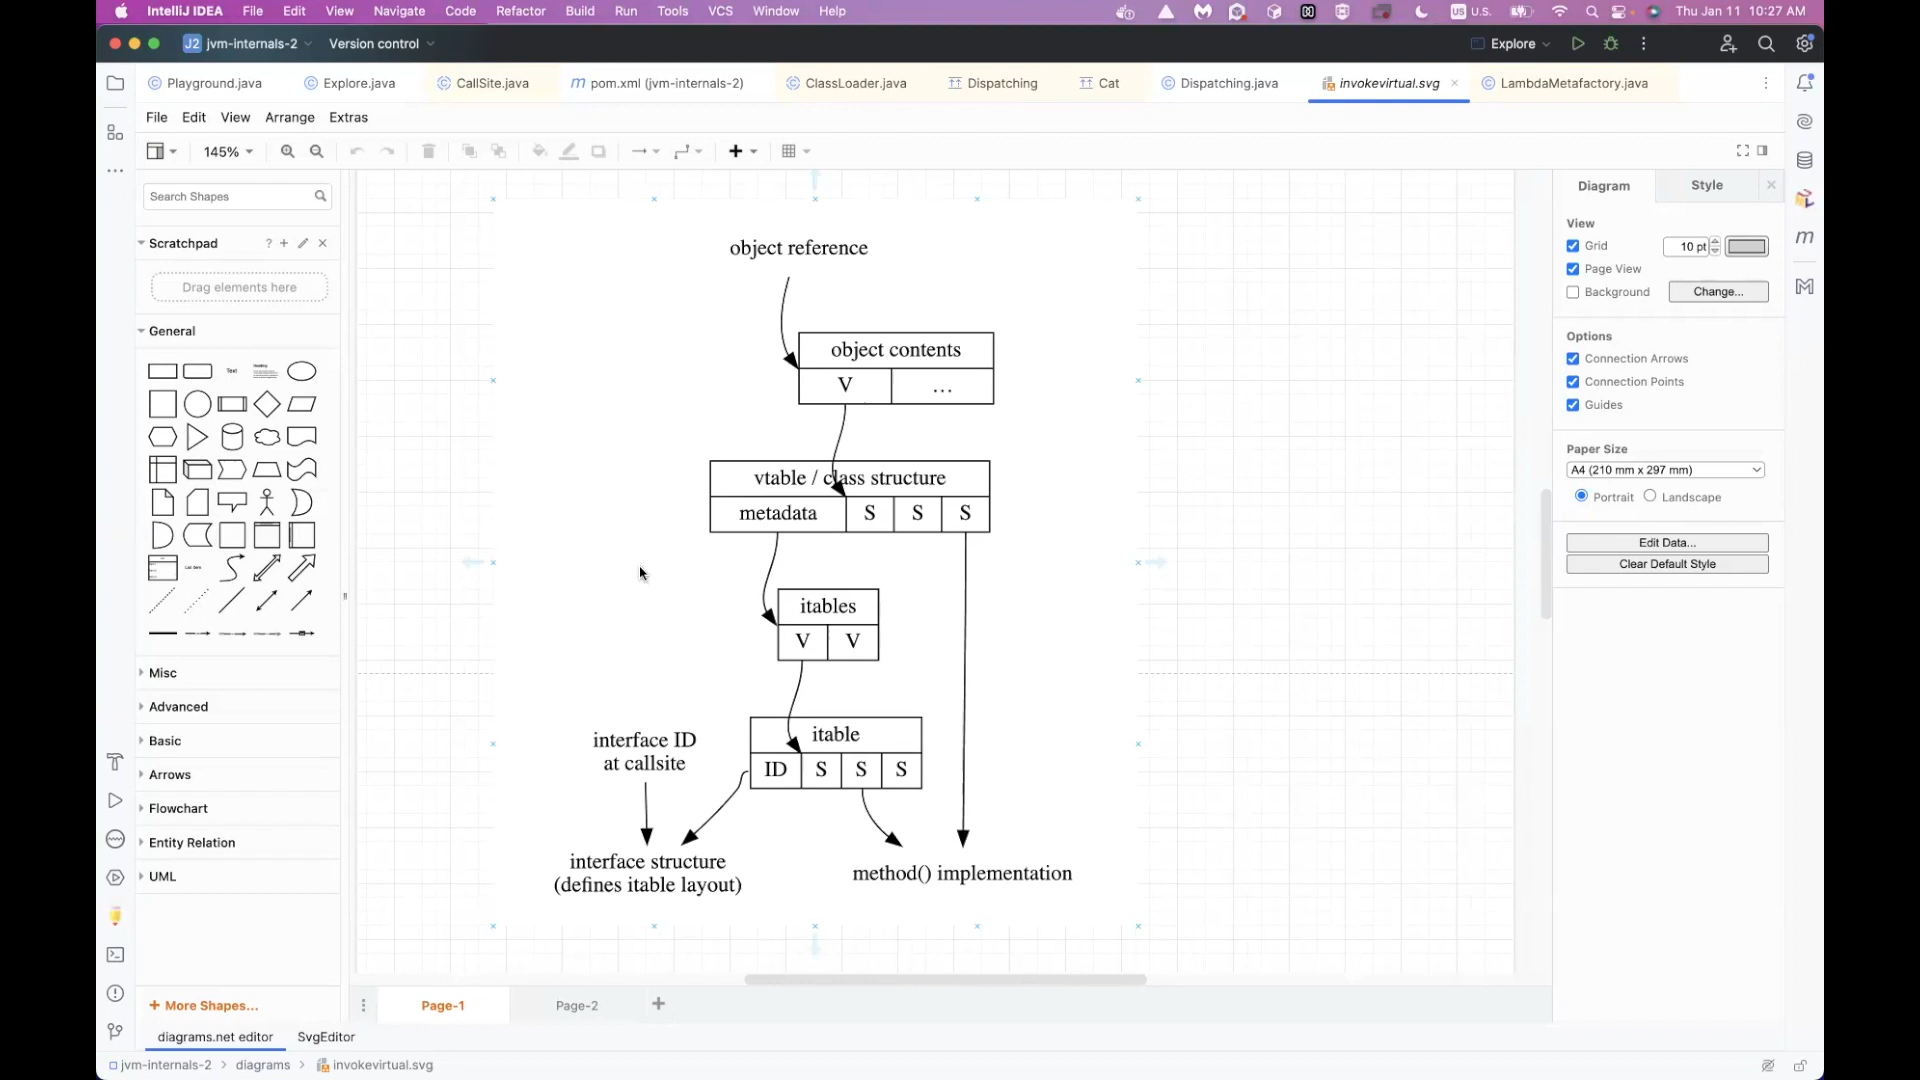 IntelliJ IDEA File Edit View Navigate Code Refactor Build Run Tools VCS Window Help U.S. Thu Jan 11 10:27 AM
J2 jvm-internals-2 Version control Explore
Playground.java Explore.java CallSite.java pom.xml (jvm-internals-2) ClassLoader.java Dispatching Cat Dispatching.java invokevirtual.svg LambdaMetafactory.java
File Edit View Arrange Extras
145%
Search Shapes
Scratchpad
Drag elements here
General
Text
Misc
Advanced
Basic
Arrows
Flowchart
Entity Relation
UML
+ More Shapes...
object reference
object contents
V ...
vtable / class structure
metadata S S S
itables
V V
interface ID
at callsite
itable
ID S S S
interface structure
(defines itable layout)
method() implementation
Diagram Style
View
Grid 10 pt
Page View
Background Change...
Options
Connection Arrows
Connection Points
Guides
Paper Size
A4 (210 mm x 297 mm)
Portrait Landscape
Edit Data...
Clear Default Style
Page-1 Page-2
diagrams.net editor SvgEditor
jvm-internals-2 diagrams invokevirtual.svg